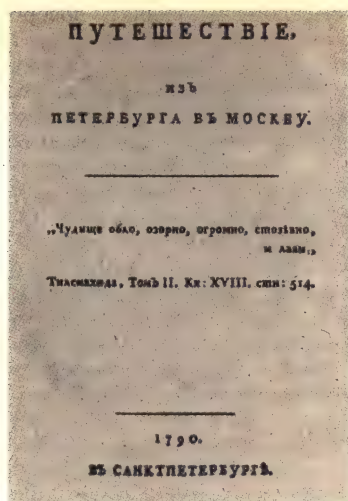 ПУТЕШЕСТВІЕ,
ИЗЪ
ПЕТЕРБУРГА ВЪ МОСКВУ.
„Чудище обло, озорно, огромно, стозѣвно,
и лаяй„
Тилемахида, Томъ II. Кн: XVIII. сти: 514.
1790.
ВЪ САНКТПЕТЕРБУРГѢ.